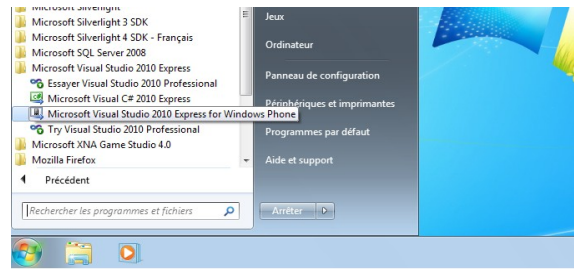 Microsoft Silverlight
Microsoft Silverlight 3 SDK
Microsoft Silverlight 4 SDK - Français
Microsoft SQL Server 2008
Microsoft Visual Studio 2010 Express
Essayer Visual Studio 2010 Professional
Microsoft Visual C# 2010 Express
Microsoft Visual Studio 2010 Express for Windows Phone
Try Visual Studio 2010 Professional
Microsoft XNA Game Studio 4.0
Mozilla Firefox
Précédent
Rechercher les programmes et fichiers
Jeux
Ordinateur
Panneau de configuration
Périphériques et imprimantes
Programmes par défaut
Aide et support
Arrêter